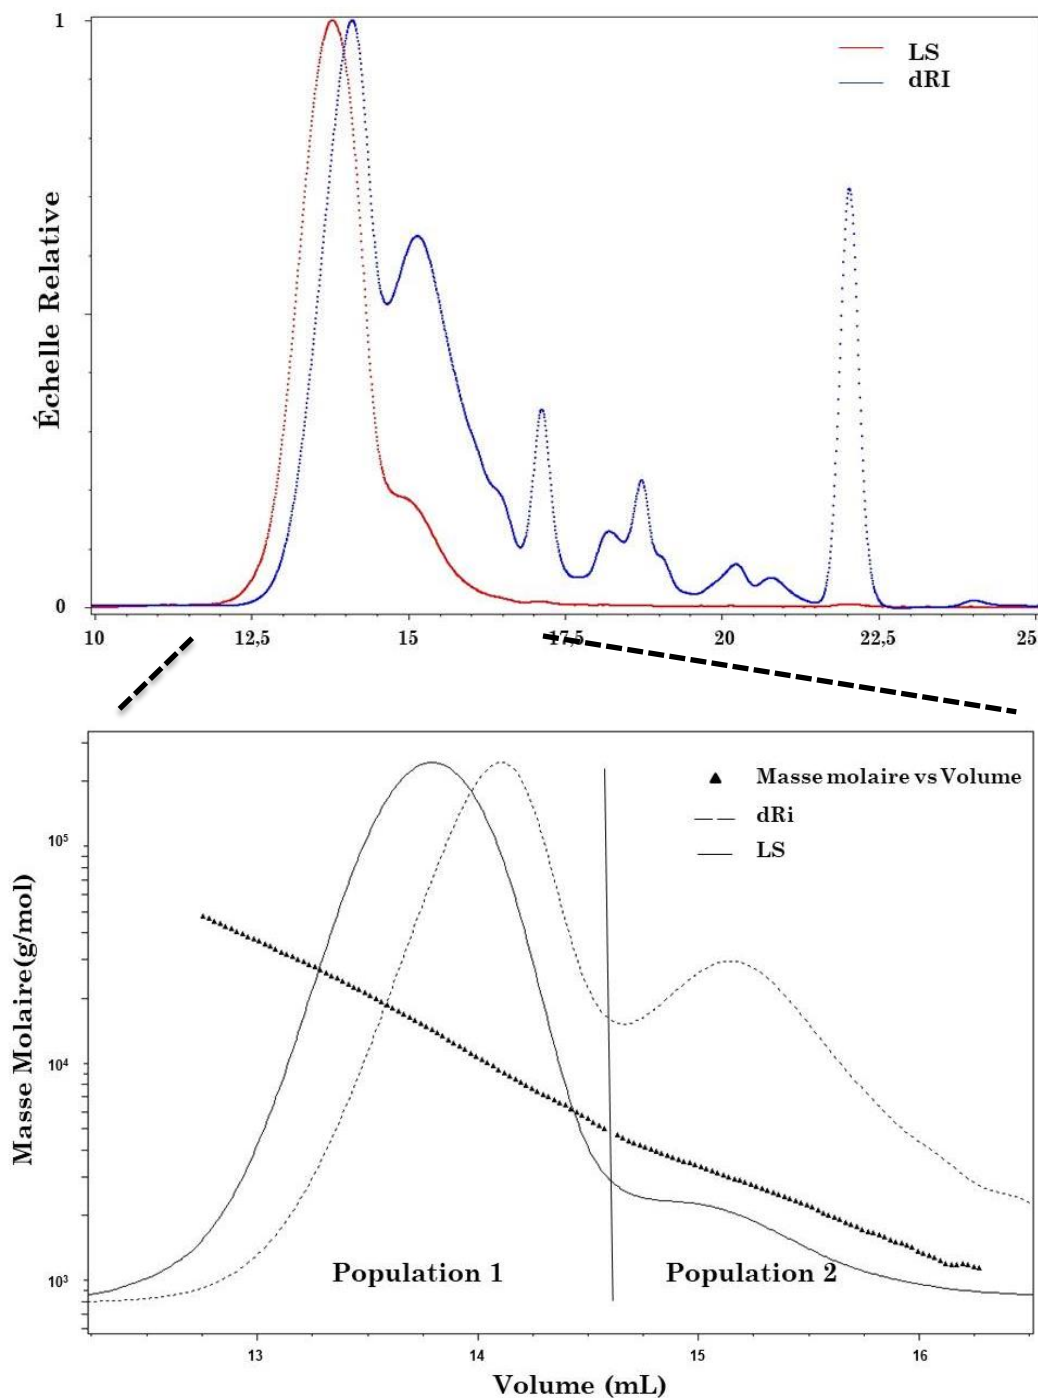 1
LS
dRI
Échelle Relative
0
10 12,5 15 17,5 20 22,5 25
Masse molaire vs Volume
dRi
LS
10⁵
Masse Molaire(g/mol)
10⁴
Population 1 Population 2
10³
13 14 15 16
Volume (mL)